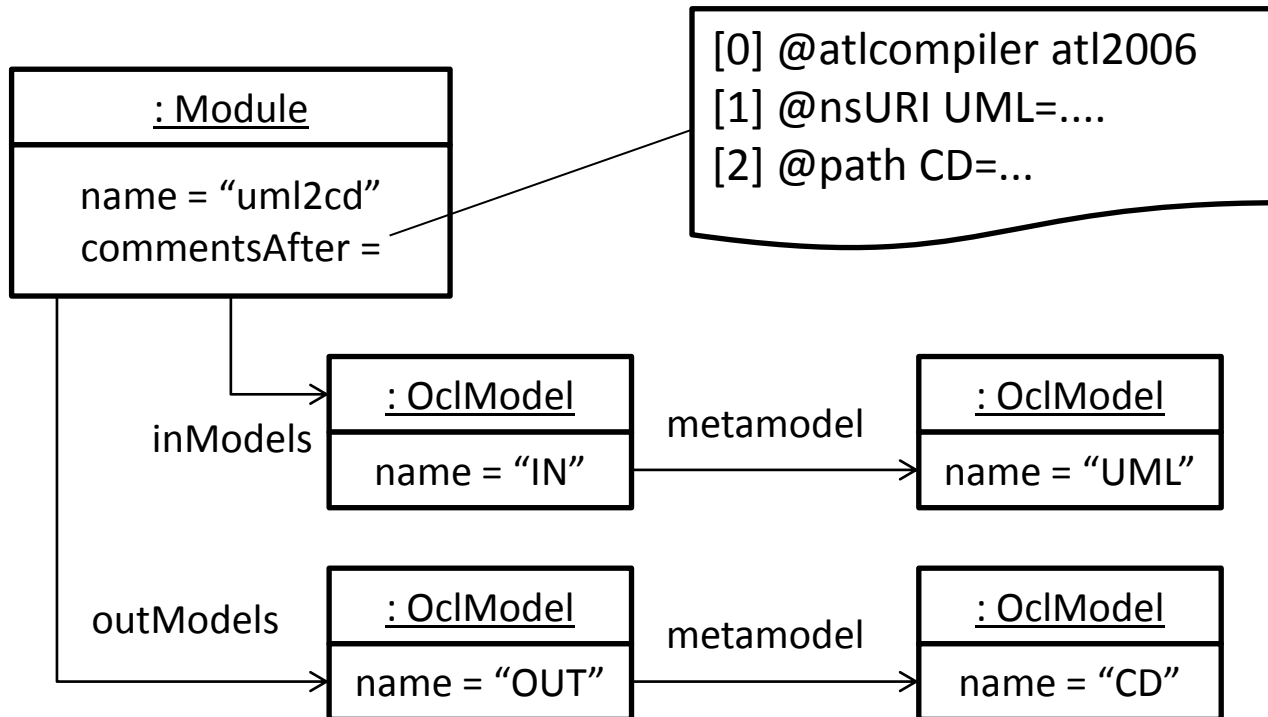 [0] @atlcompiler atl2006
[1] @nsURI UML=....
[2] @path CD=...
: Module
name = “uml2cd”
commentsAfter =
: OclModel
name = “IN”
inModels
metamodel
: OclModel
name = “UML”
outModels
: OclModel
name = “OUT”
metamodel
: OclModel
name = “CD”